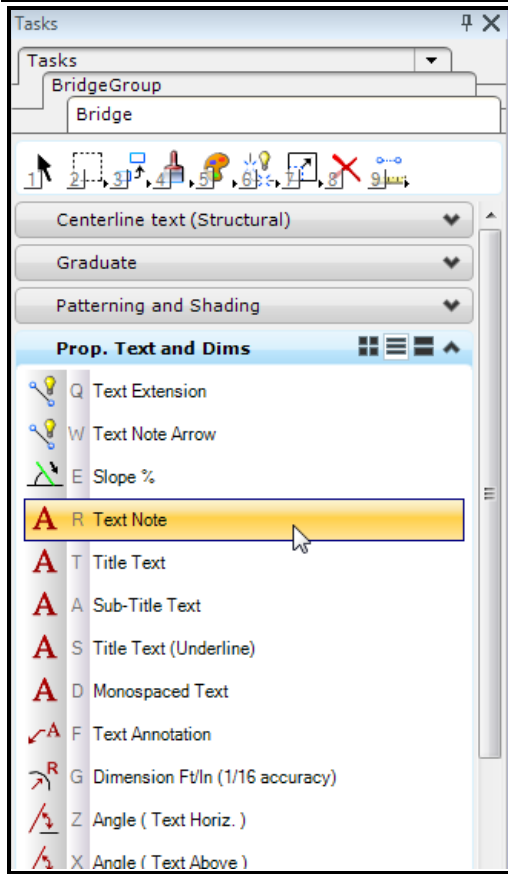 Tasks
Tasks
BridgeGroup
Bridge
1 2 3 4 5 6 7 8 9
Centerline text (Structural)
Graduate
Patterning and Shading
Prop. Text and Dims
Q Text Extension
W Text Note Arrow
E Slope %
A R Text Note
A T Title Text
A A Sub-Title Text
A S Title Text (Underline)
A D Monospaced Text
A F Text Annotation
R G Dimension Ft/In (1/16 accuracy)
Z Angle ( Text Horiz. )
X Angle ( Text Above )